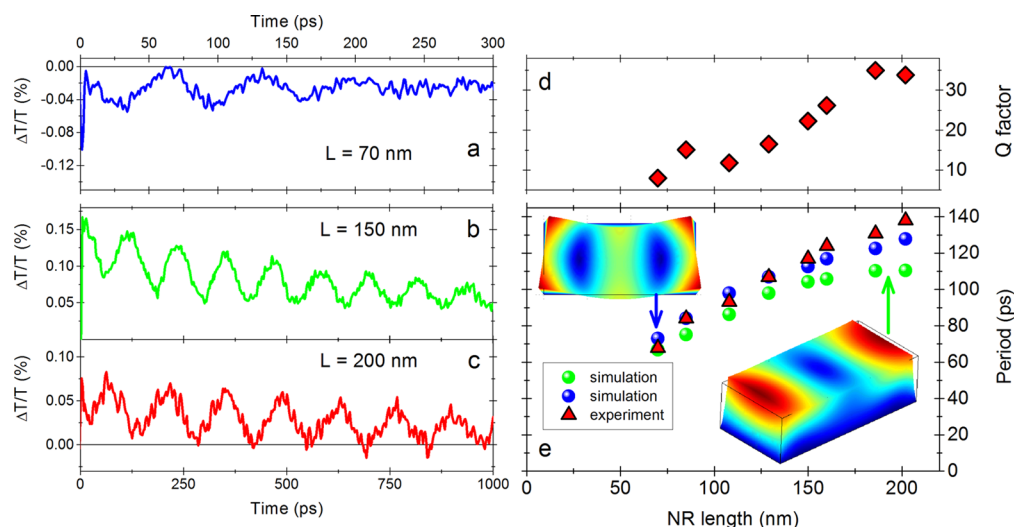 Time (ps)
0 50 100 150 200 250 300
0.00
-0.04
-0.08
-0.12
ΔT/T (%)
L = 70 nm
a
0.15
0.10
0.05
ΔT/T (%)
L = 150 nm
b
0.10
0.05
0.00
ΔT/T (%)
L = 200 nm
c
0 250 500 750 1000
Time (ps)
d
30
20
10
Q factor
140
120
100
80
60
40
20
0
Period (ps)
simulation
simulation
experiment
e
0 50 100 150 200
NR length (nm)